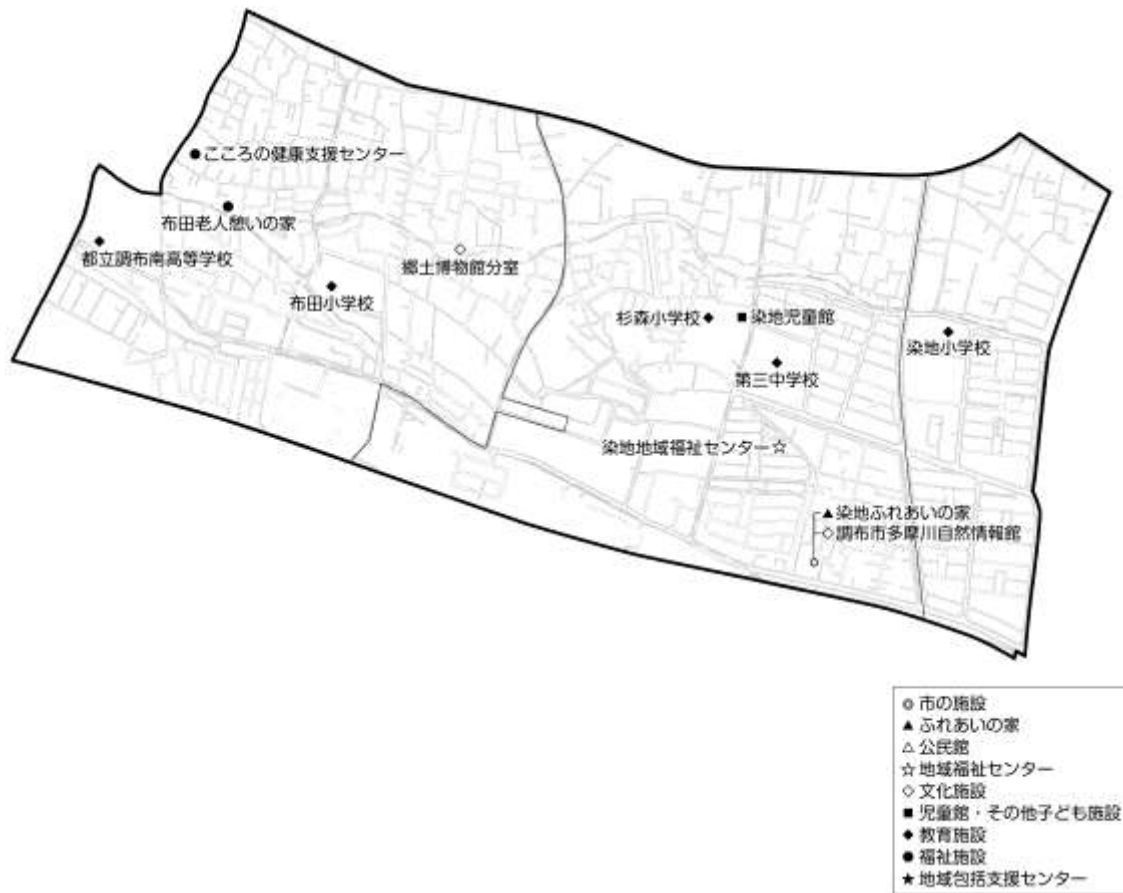 ●こころの健康支援センター
布田老人憩いの家
都立調布南高等学校
郷土博物館分室
布田小学校
杉森小学校◆
■染地児童館
染地小学校
第三中学校
染地地域福祉センター☆
▲染地ふれあいの家
◇調布市多摩川自然情報館
◎市の施設
▲ふれあいの家
△公民館
☆地域福祉センター
◇文化施設
■児童館・その他子ども施設
◆教育施設
●福祉施設
★地域包括支援センター